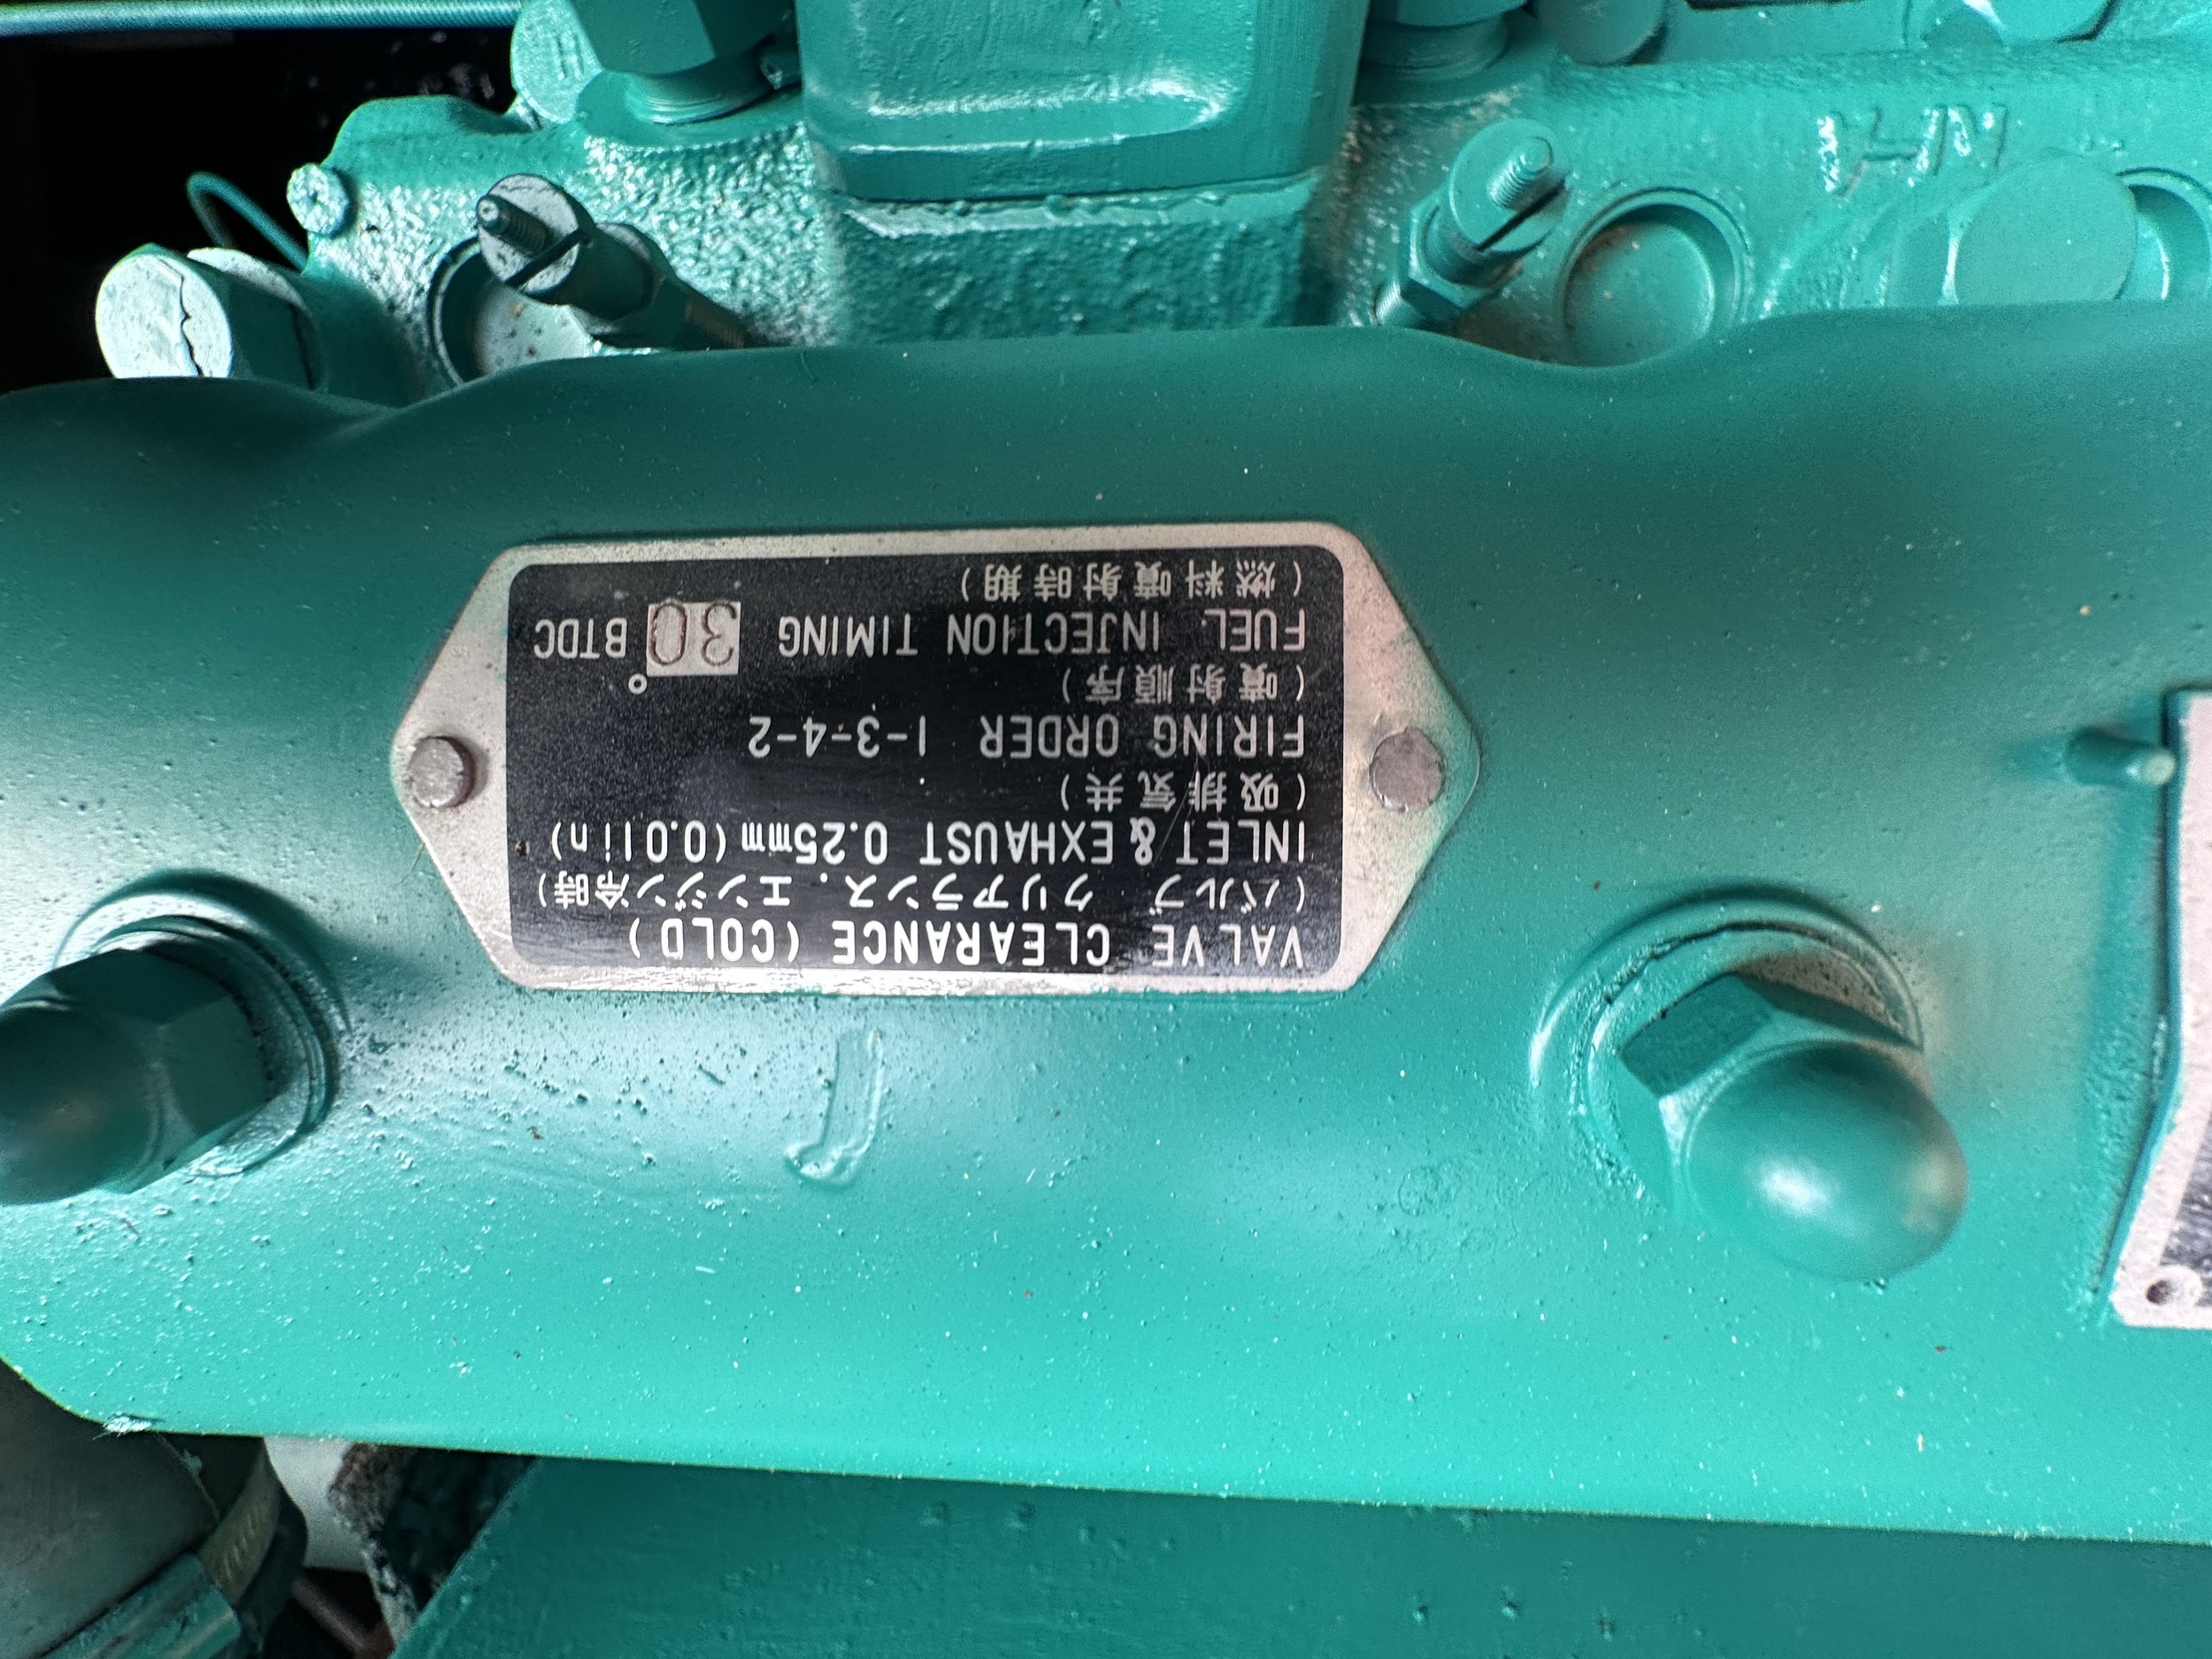 VALVE CLEARANCE (COLD)
(バルブ クリアランス．エンジン冷時)
INLET & EXHAUST 0.25mm (0.01in)
(吸排気共)
FIRING ORDER 1-3-4-2
(噴射順序)
FUEL INJECTION TIMING 30° BTDC
(燃料噴射時期)